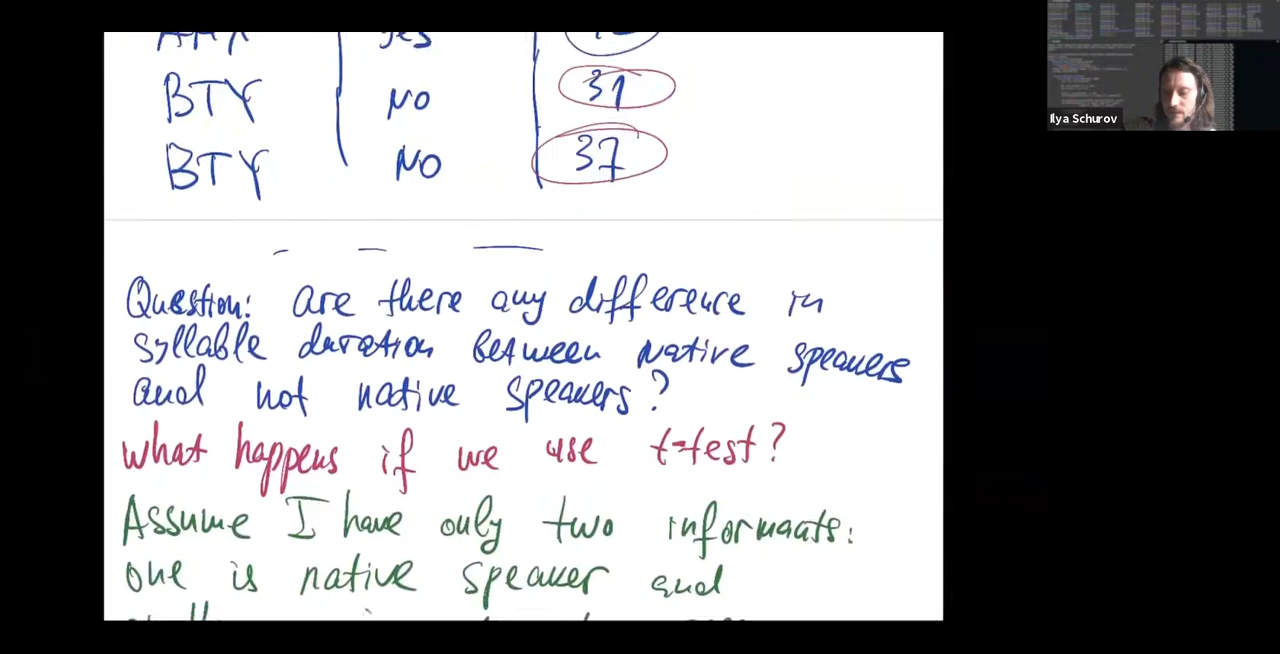 yes
BTY NO 31
BTY NO 37
Question: are there any difference in
syllable duration between native speakers
and not native speakers?
What happens if we use t-test?
Assume I have only two informants:
one is native speaker and
Ilya Schurov